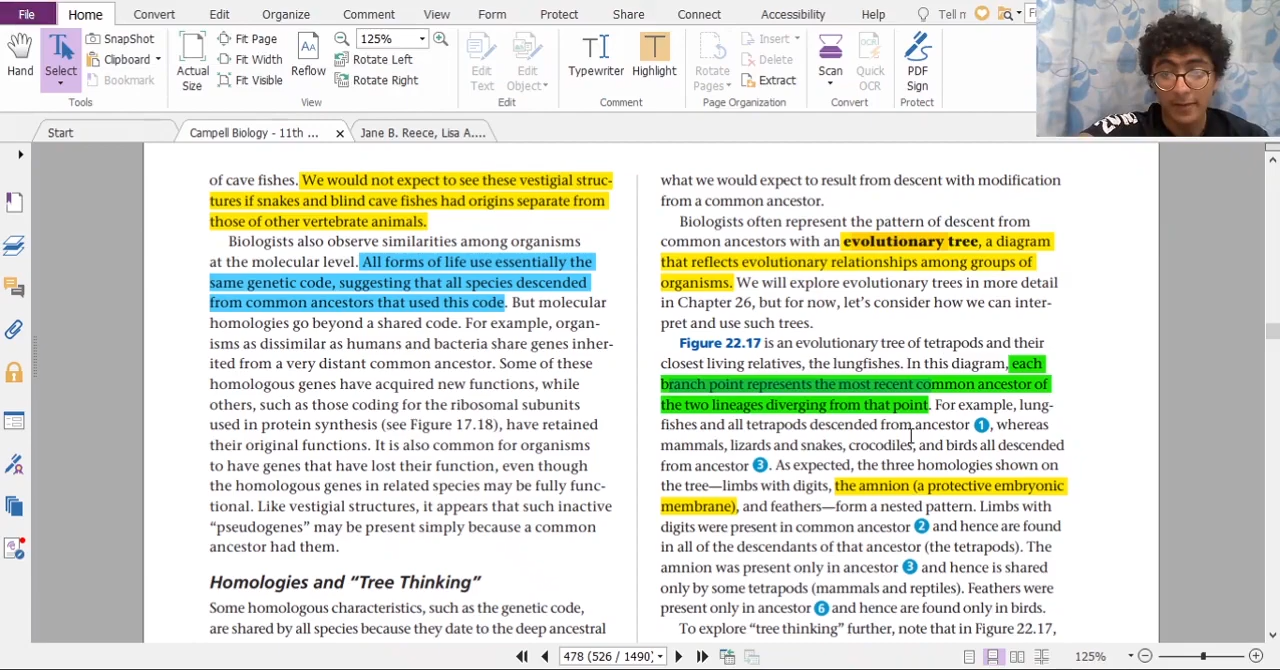 File
Home
Convert
Edit
Organize
Comment
View
Form
Protect
Share
Connect
Accessibility
Help
Tell
Hand
Select
SnapShot
Clipboard
Bookmark
Tools
Actual
Size
Fit Page
Fit Width
Fit Visible
Reflow
125%
Rotate Left
Rotate Right
View
Edit
Text
Edit
Object
Edit
Typewriter
Highlight
Comment
Rotate
Pages
Insert
Delete
Extract
Page Organization
Scan
Quick
OCR
Convert
PDF
Sign
Protect
Start
Campell Biology - 11th ...
Jane B. Reece, Lisa A....
of cave fishes. We would not expect to see these vestigial struc-
tures if snakes and blind cave fishes had origins separate from
those of other vertebrate animals.
Biologists also observe similarities among organisms
at the molecular level. All forms of life use essentially the
same genetic code, suggesting that all species descended
from common ancestors that used this code. But molecular
homologies go beyond a shared code. For example, organ-
isms as dissimilar as humans and bacteria share genes inher-
ited from a very distant common ancestor. Some of these
homologous genes have acquired new functions, while
others, such as those coding for the ribosomal subunits
used in protein synthesis (see Figure 17.18), have retained
their original functions. It is also common for organisms
to have genes that have lost their function, even though
the homologous genes in related species may be fully func-
tional. Like vestigial structures, it appears that such inactive
“pseudogenes” may be present simply because a common
ancestor had them.
Homologies and “Tree Thinking”
Some homologous characteristics, such as the genetic code,
are shared by all species because they date to the deep ancestral
what we would expect to result from descent with modification
from a common ancestor.
Biologists often represent the pattern of descent from
common ancestors with an evolutionary tree, a diagram
that reflects evolutionary relationships among groups of
organisms. We will explore evolutionary trees in more detail
in Chapter 26, but for now, let’s consider how we can inter-
pret and use such trees.
Figure 22.17 is an evolutionary tree of tetrapods and their
closest living relatives, the lungfishes. In this diagram, each
branch point represents the most recent common ancestor of
the two lineages diverging from that point. For example, lung-
fishes and all tetrapods descended from ancestor 1, whereas
mammals, lizards and snakes, crocodiles, and birds all descended
from ancestor 3. As expected, the three homologies shown on
the tree—limbs with digits, the amnion (a protective embryonic
membrane), and feathers—form a nested pattern. Limbs with
digits were present in common ancestor 2 and hence are found
in all of the descendants of that ancestor (the tetrapods). The
amnion was present only in ancestor 3 and hence is shared
only by some tetrapods (mammals and reptiles). Feathers were
present only in ancestor 6 and hence are found only in birds.
To explore “tree thinking” further, note that in Figure 22.17,
478 (526 / 1490)
125%